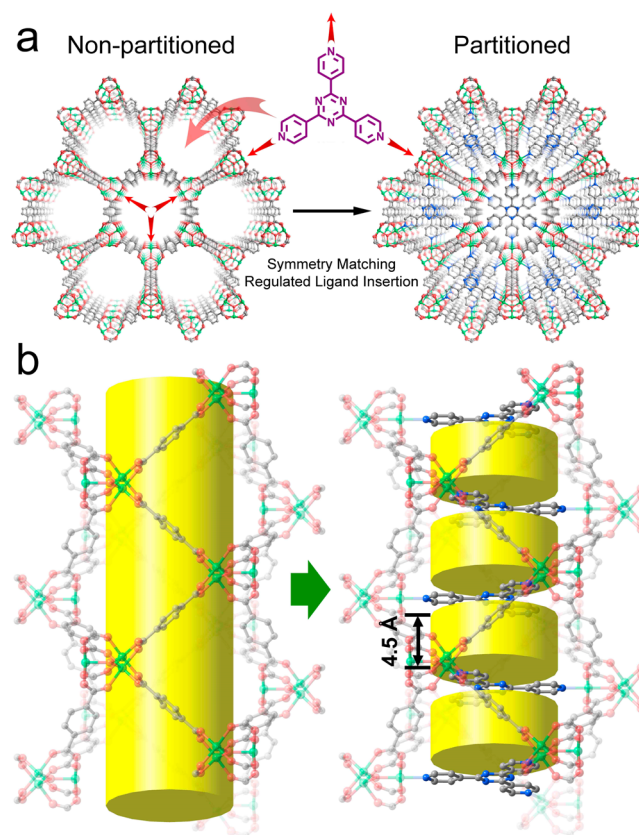 a
Non-partitioned
Partitioned
N
N
N
N
N
N
Symmetry Matching
Regulated Ligand Insertion
b
4.5 Å